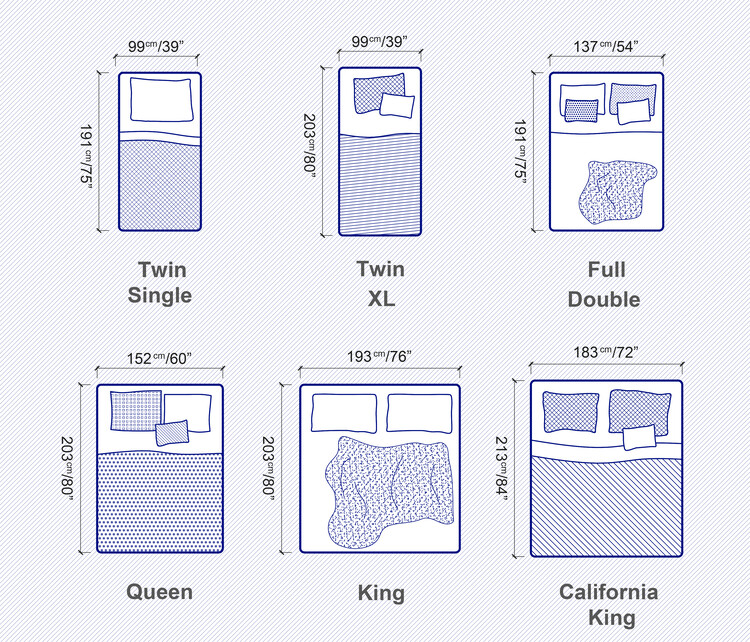 99cm/39”
191cm/75”
Twin
Single
99cm/39”
203cm/80”
Twin
XL
137cm/54”
191cm/75”
Full
Double
152cm/60”
203cm/80”
Queen
193cm/76”
203cm/80”
King
183cm/72”
213cm/84”
California
King